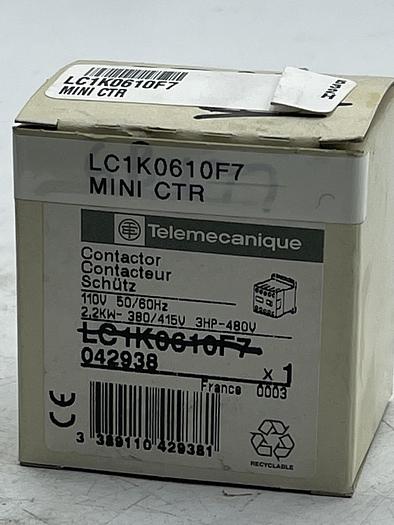 LC1K0610F7
MINI CTR
LC1K0610F7
MINI CTR
Telemecanique
Contactor
Contacteur
Schütz
110V 50/60Hz
2,2KW- 380/415V 3HP-480V
LC1K0610F7
042938 x 1
France 0003
CE
3 389110 429381
RECYCLABLE